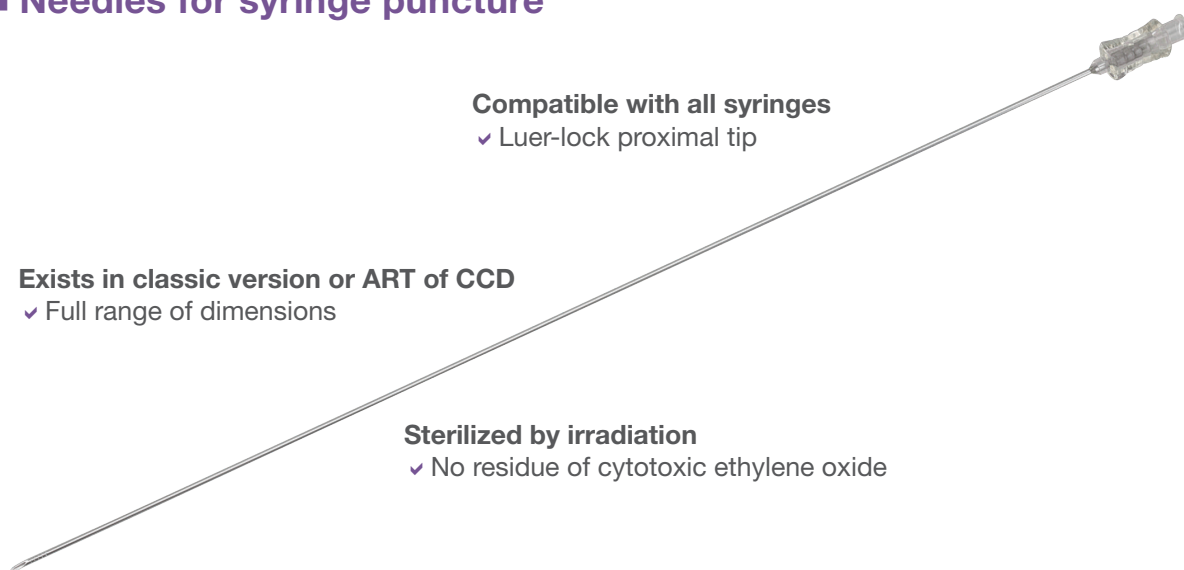 Needles for syringe puncture
Compatible with all syringes
✓ Luer-lock proximal tip
Exists in classic version or ART of CCD
✓ Full range of dimensions
Sterilized by irradiation
✓ No residue of cytotoxic ethylene oxide